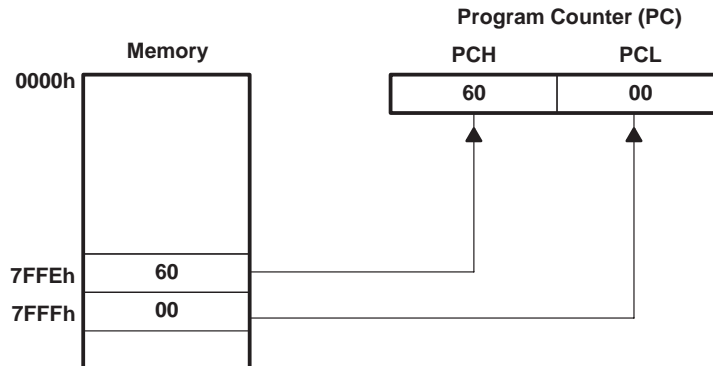 Program Counter (PC)
Memory
PCH
PCL
0000h
60
00
7FFEh
60
7FFFh
00